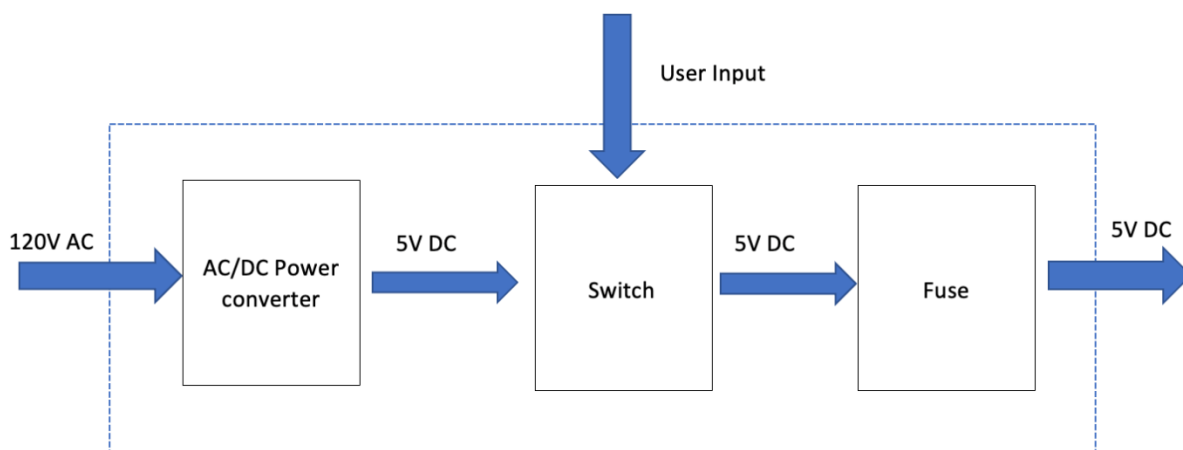 User Input
120V AC
AC/DC Power
converter
5V DC
Switch
5V DC
Fuse
5V DC